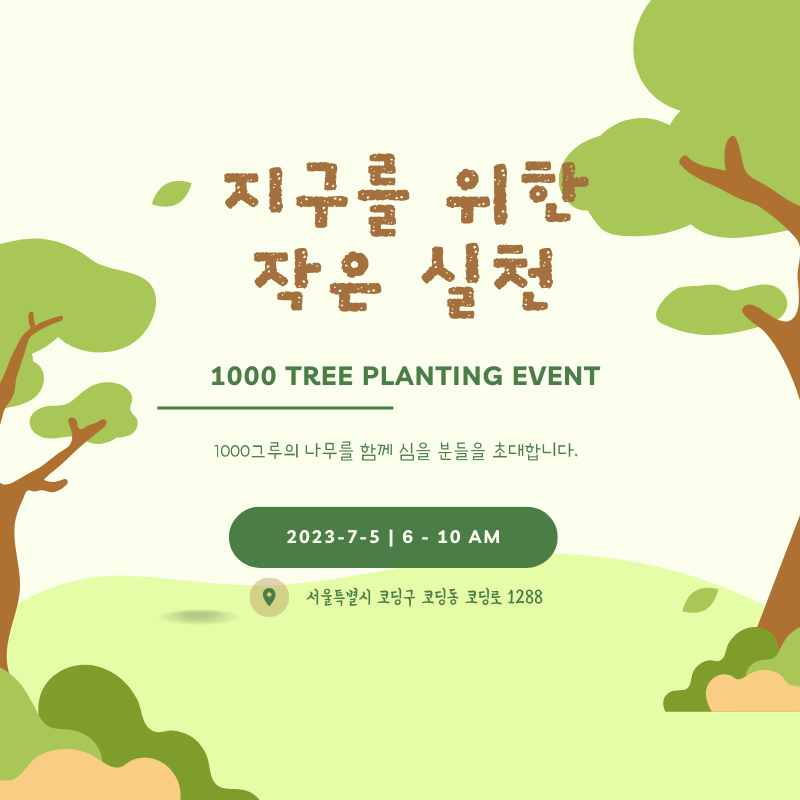 지구를 위한
작은 실천
1000 TREE PLANTING EVENT
1000그루의 나무를 함께 심을 분들을 초대합니다.
2023-7-5 | 6 - 10 AM
서울특별시 코딩구 코딩동 코딩로 1288